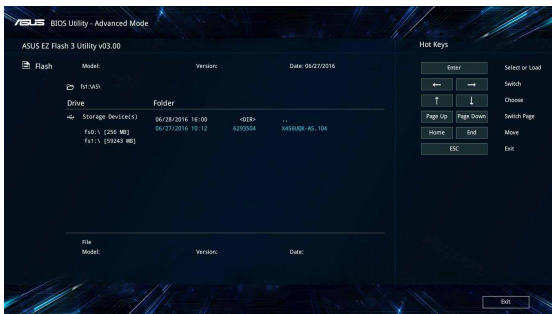 ASUS BIOS Utility - Advanced Mode
ASUS EZ Flash 3 Utility v03.00
Hot Keys
Flash
Model: Version: Date: 06/27/2016
fs1:\AS\
Drive Folder
Storage Device(s)
fs0:\ [256 MB]
fs1:\ [59243 MB]
06/28/2016 16:00 <DIR> ..
06/27/2016 10:12 6293504 X456UQK-AS.104
Enter Select or Load
← → Switch
↑ ↓ Choose
Page Up Page Down Switch Page
Home End Move
ESC Exit
File
Model: Version: Date:
Exit